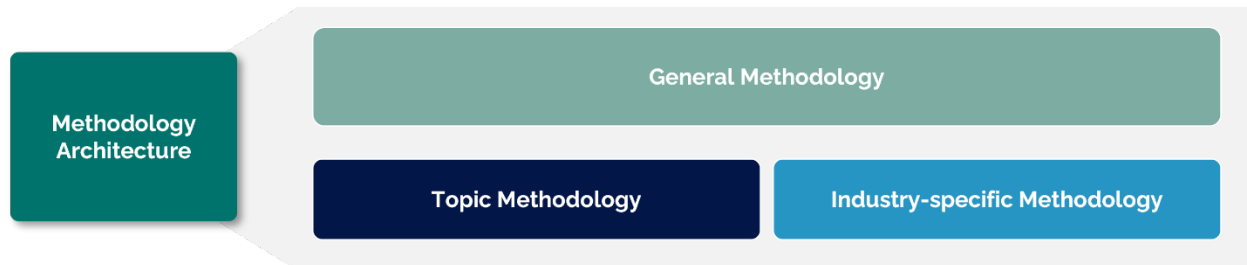 Methodology
Architecture
General Methodology
Topic Methodology
Industry-specific Methodology